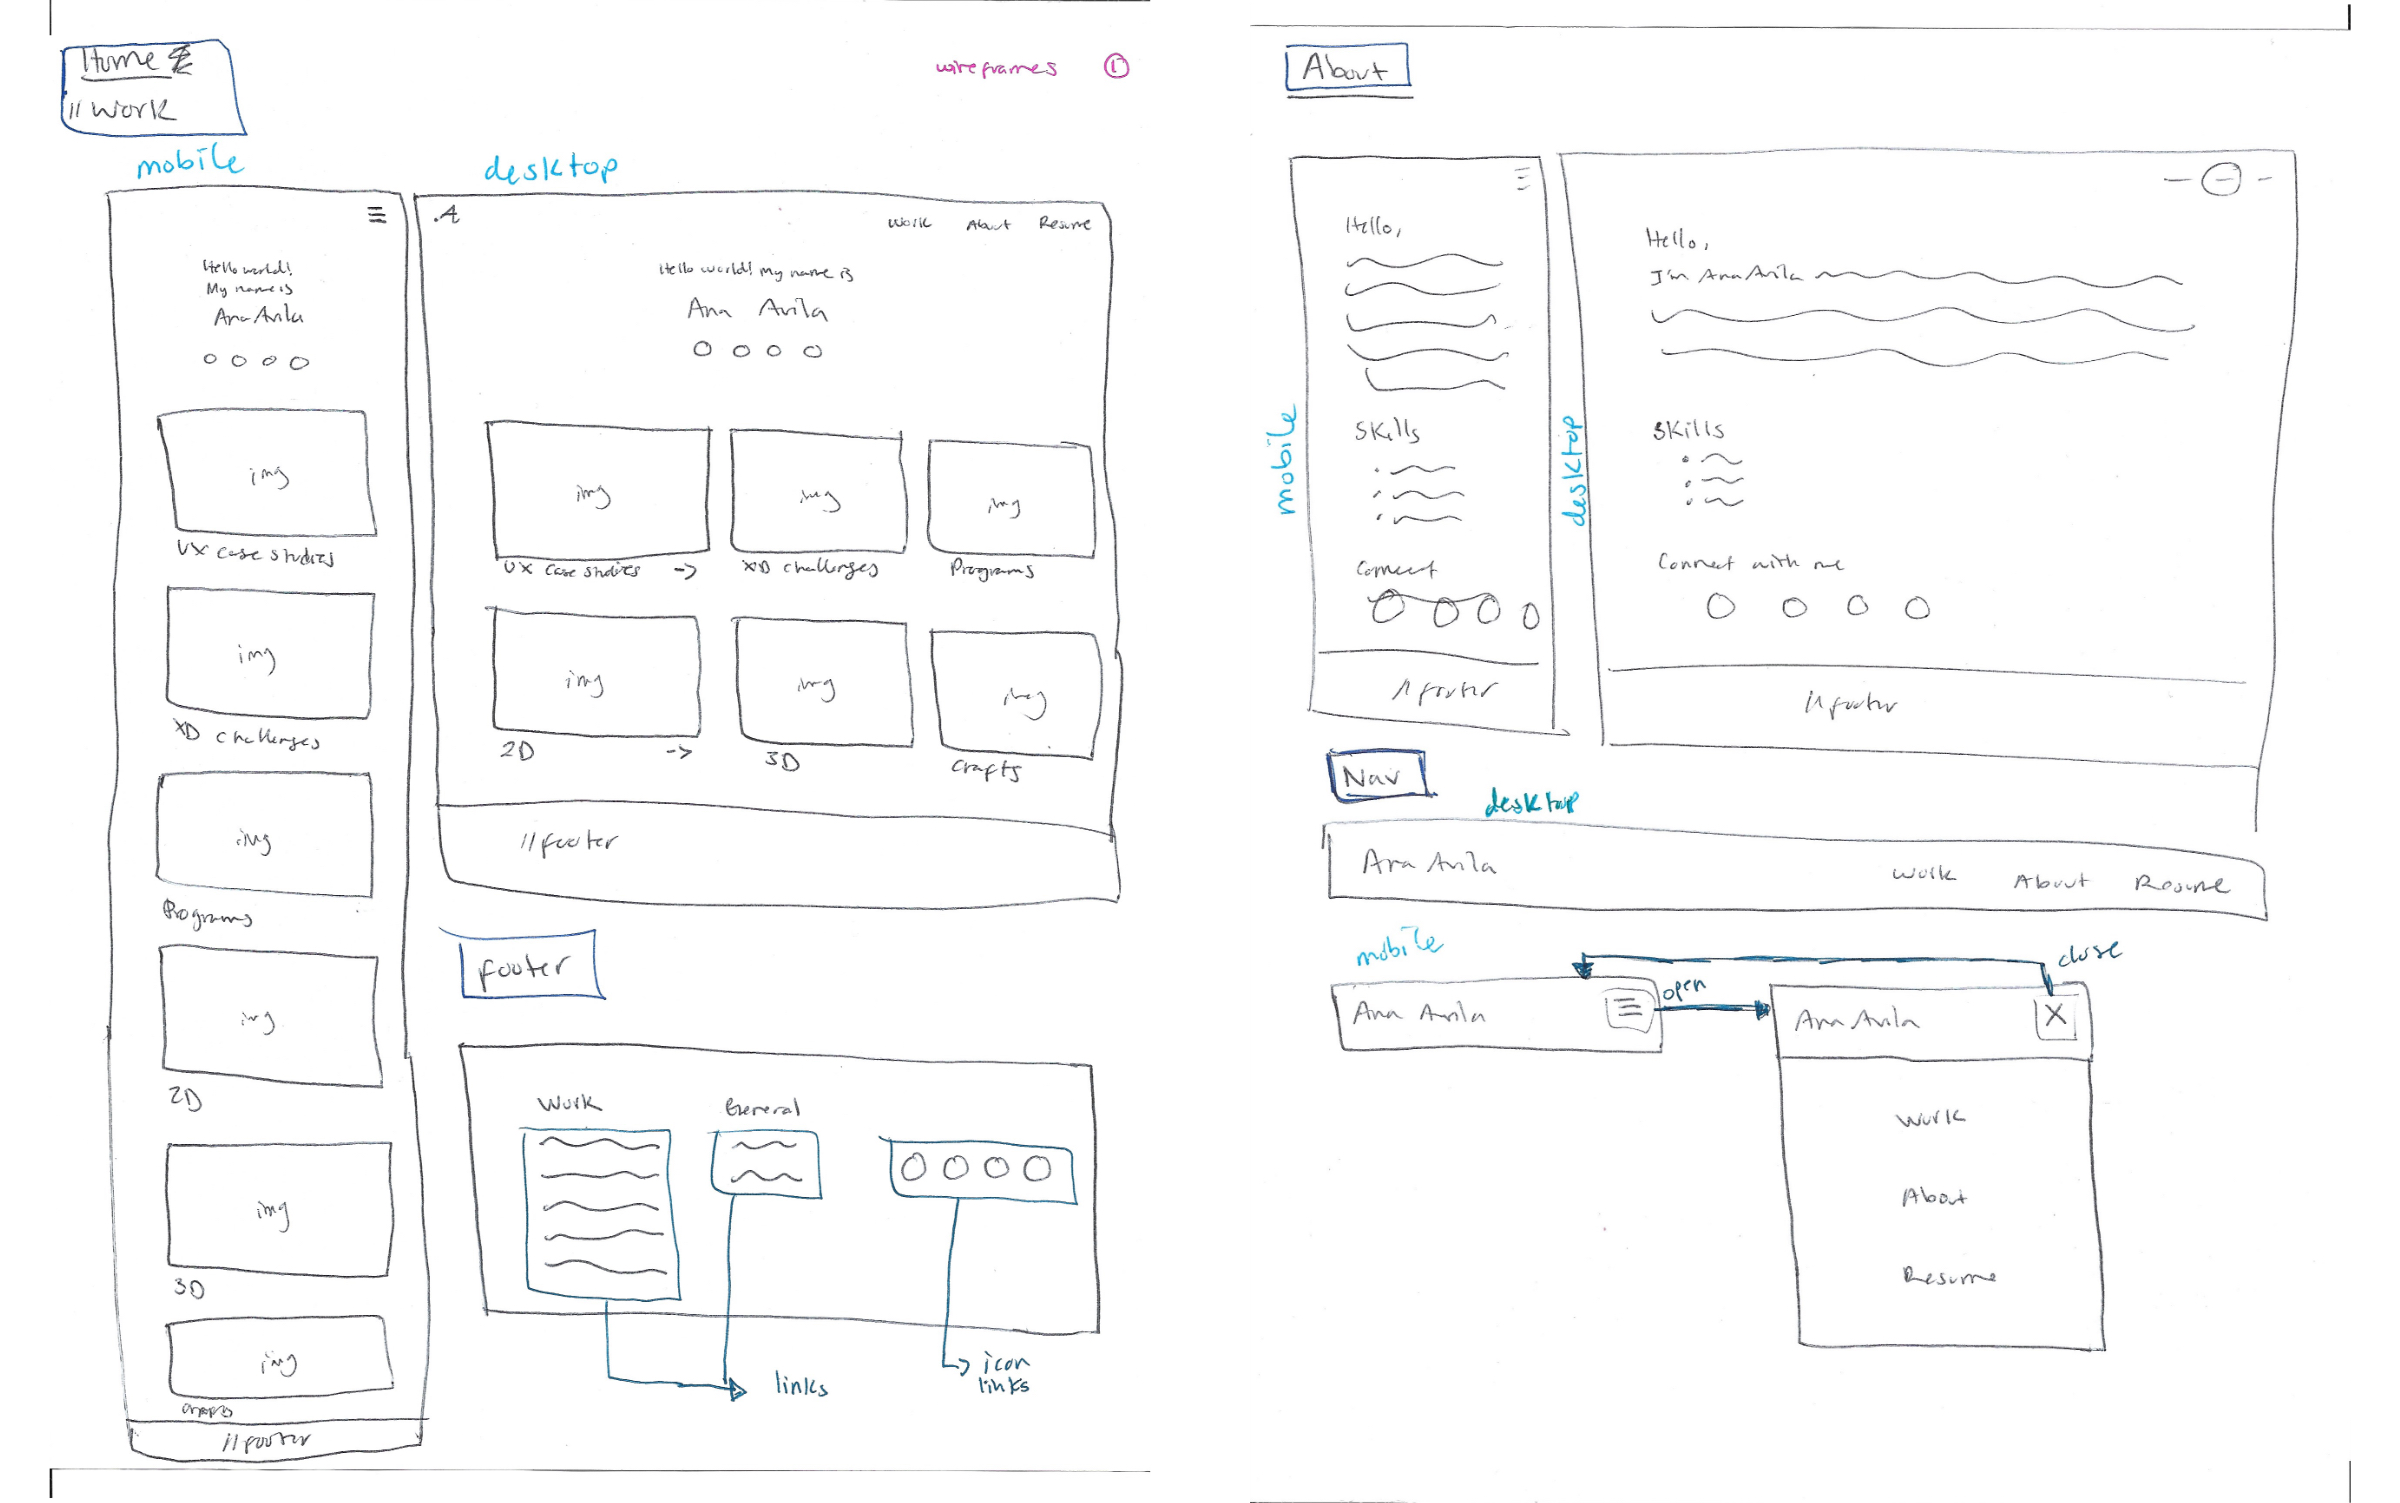 Home
// Work
wireframes 1
mobile
desktop
Hello world!
My name is
Ana Avila
img
UX case studies
img
XD challenges
img
Programs
img
2D
img
3D
img
crafts
//footer
.A
Work About Resume
Hello world! My name is
Ana Avila
img img img
UX case studies -> XD challenges Programs
img img img
2D -> 3D crafts
//footer
footer
Work General
links
icon
links
About
mobile
Hello,
Skills
Connect
//footer
desktop
Hello,
I'm Ana Avila
Skills
Connect with me
//footer
Nav
desktop
Ana Avila Work About Resume
mobile
Ana Avila
open
close
Ana Avila X
Work
About
Resume